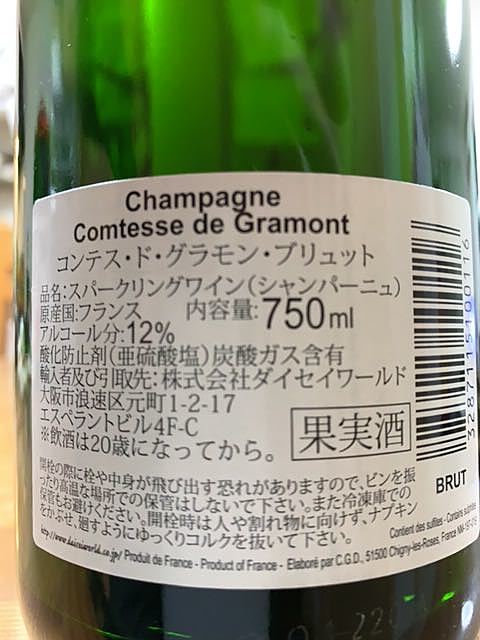 Champagne
Comtesse de Gramont
コンテス・ド・グラモン・ブリュット
品名:スパークリングワイン(シャンパーニュ)
原産国:フランス 内容量:750ml
アルコール分:12%
酸化防止剤(亜硫酸塩)炭酸ガス含有
輸入者及び引取先:株式会社ダイセイワールド
大阪市浪速区元町1-2-17
エスペラントビル4F-C
※飲酒は20歳になってから。
果実酒
開栓の際に栓や中身が飛び出す恐れがありますので、ビンを振
ったり高温な場所での保管はしないで下さい。また冷凍庫での
保管もお避けください。開栓時は人や割れ物に向けず、ナプキン
をかぶせ、廻すようにゆっくりコルクを抜いて下さい。
BRUT
3287115100116
Contient des sulfites - Contains sulphites
http://www.daiseiworld.co.jp/ Produit de France - Product of France - Elaboré par C.G.D., 51500 Chigny-les-Roses, France